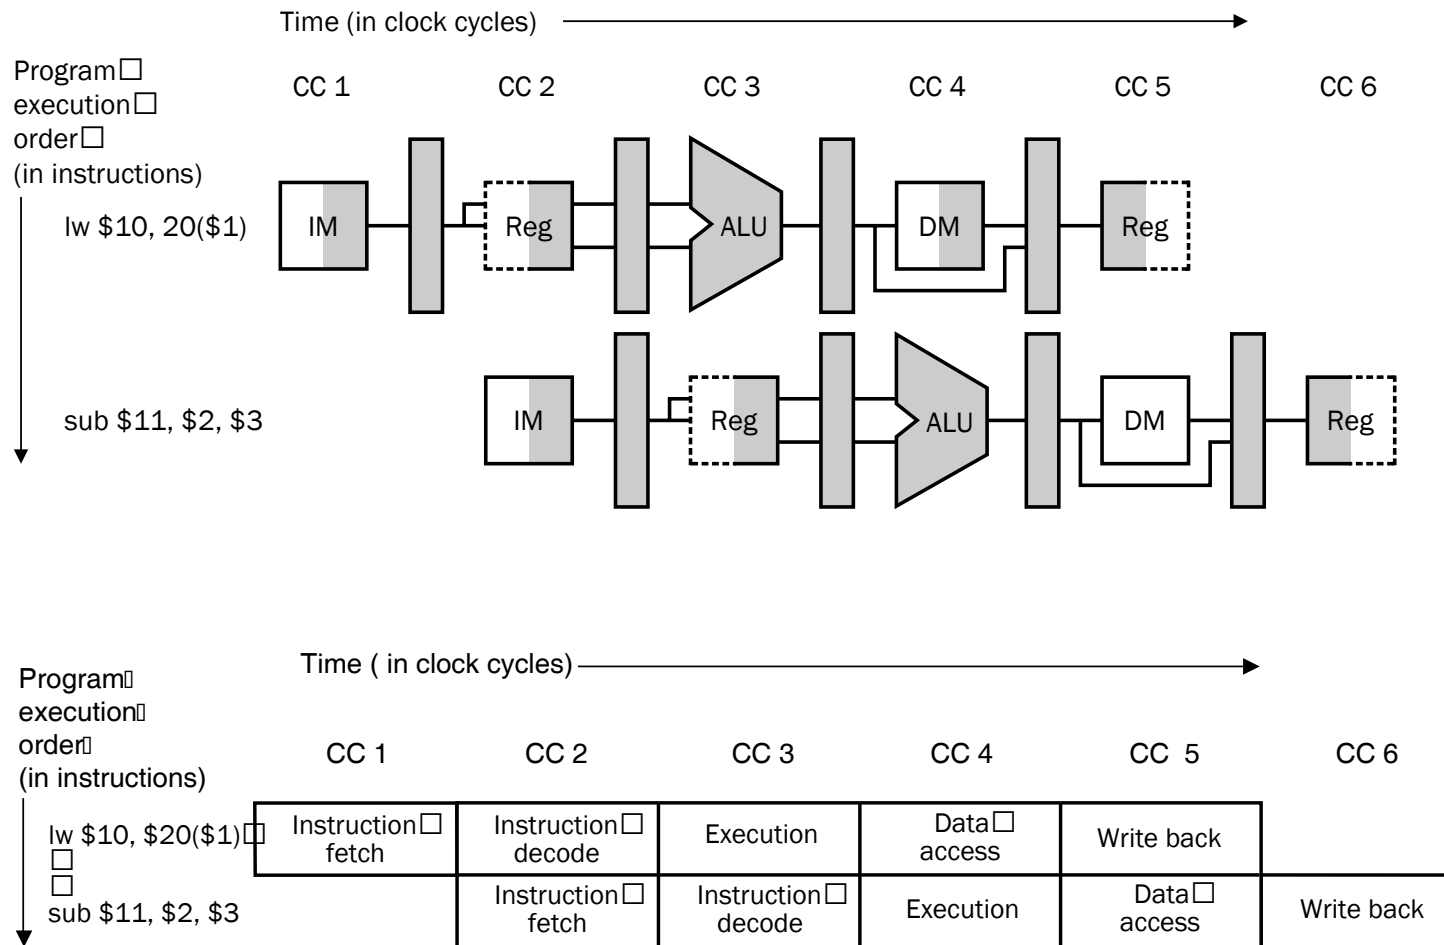 Time (in clock cycles)
Program□
execution□
order□
(in instructions)
CC 1 CC 2 CC 3 CC 4 CC 5 CC 6
lw $10, 20($1)
IM Reg ALU DM Reg
sub $11, $2, $3
IM Reg ALU DM Reg
Time ( in clock cycles)
Program▯
execution▯
order▯
(in instructions)
CC 1 CC 2 CC 3 CC 4 CC 5 CC 6
lw $10, $20($1)□
□
□
sub $11, $2, $3
Instruction□
fetch
Instruction□
decode
Execution
Data□
access
Write back
Instruction□
fetch
Instruction□
decode
Execution
Data□
access
Write back